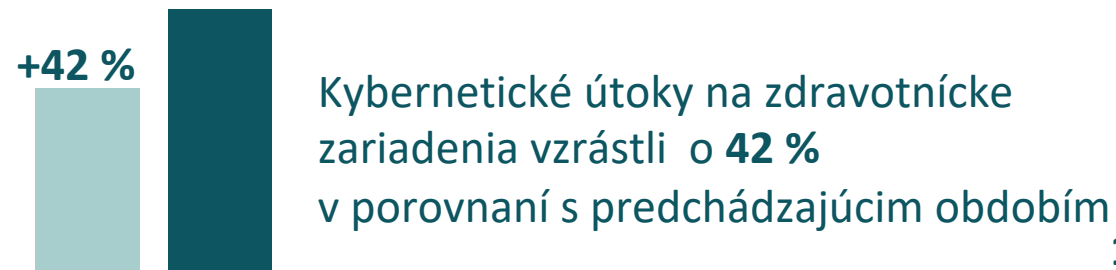 +42 %
Kybernetické útoky na zdravotnícke
zariadenia vzrástli  o 42 %
v porovnaní s predchádzajúcim obdobím